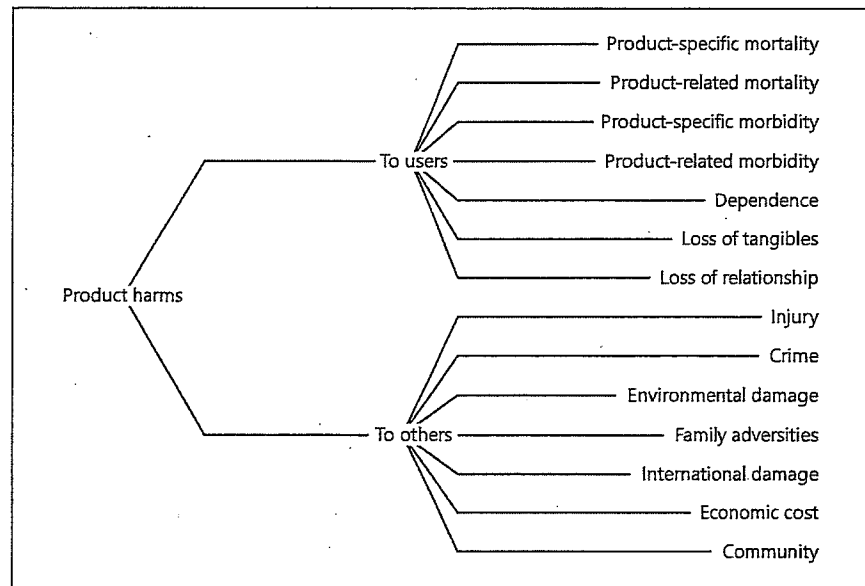 Product-specific mortality
Product-related mortality
Product-specific morbidity
To users
Product-related morbidity
Dependence
Loss of tangibles
Loss of relationship
Product harms
Injury
Crime
Environmental damage
To others
Family adversities
International damage
Economic cost
Community